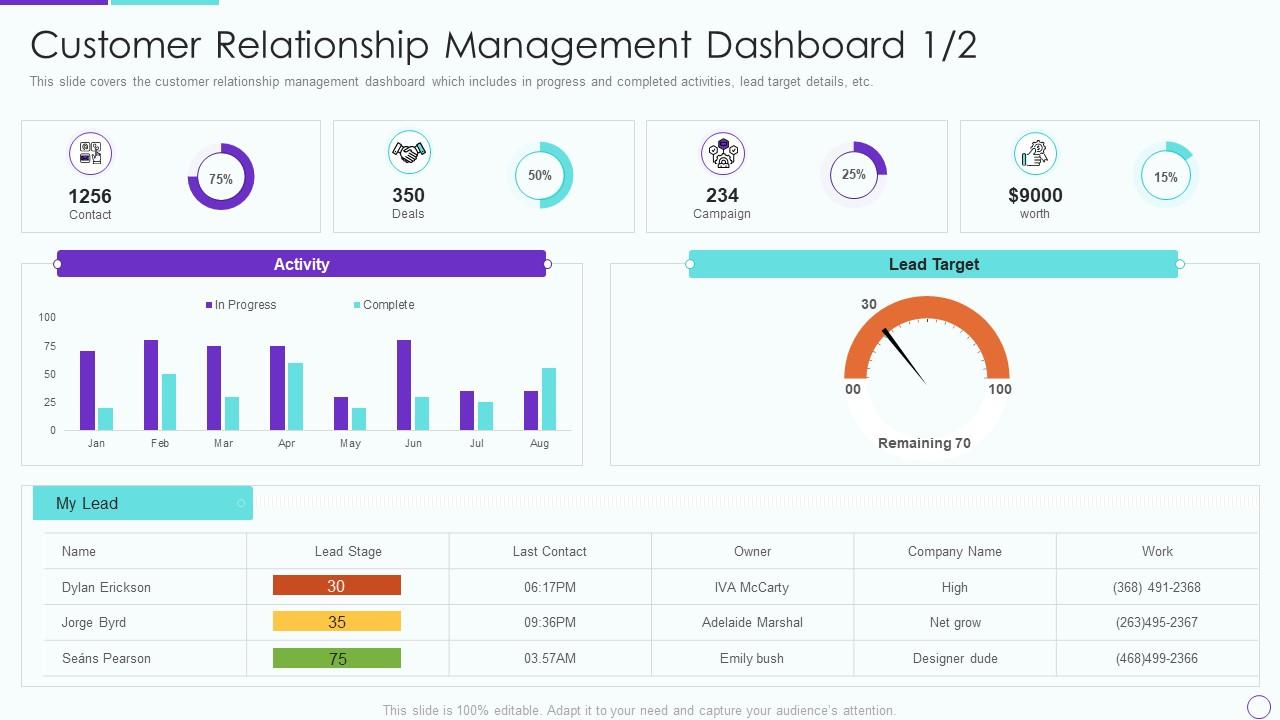 Customer Relationship Management Dashboard 1/2
This slide covers the customer relationship management dashboard which includes in progress and completed activities, lead target details, etc.
1256
Contact
75%
350
Deals
50%
234
Campaign
25%
$9000
worth
15%
Activity
In Progress Complete
100
75
50
25
0
Jan Feb Mar Apr May Jun Jul Aug
Lead Target
30
00 100
Remaining 70
My Lead
Name Lead Stage Last Contact Owner Company Name Work
Dylan Erickson 30 06:17PM IVA McCarty High (368) 491-2368
Jorge Byrd 35 09:36PM Adelaide Marshal Net grow (263)495-2367
Seáns Pearson 75 03.57AM Emily bush Designer dude (468)499-2366
This slide is 100% editable. Adapt it to your need and capture your audience’s attention.